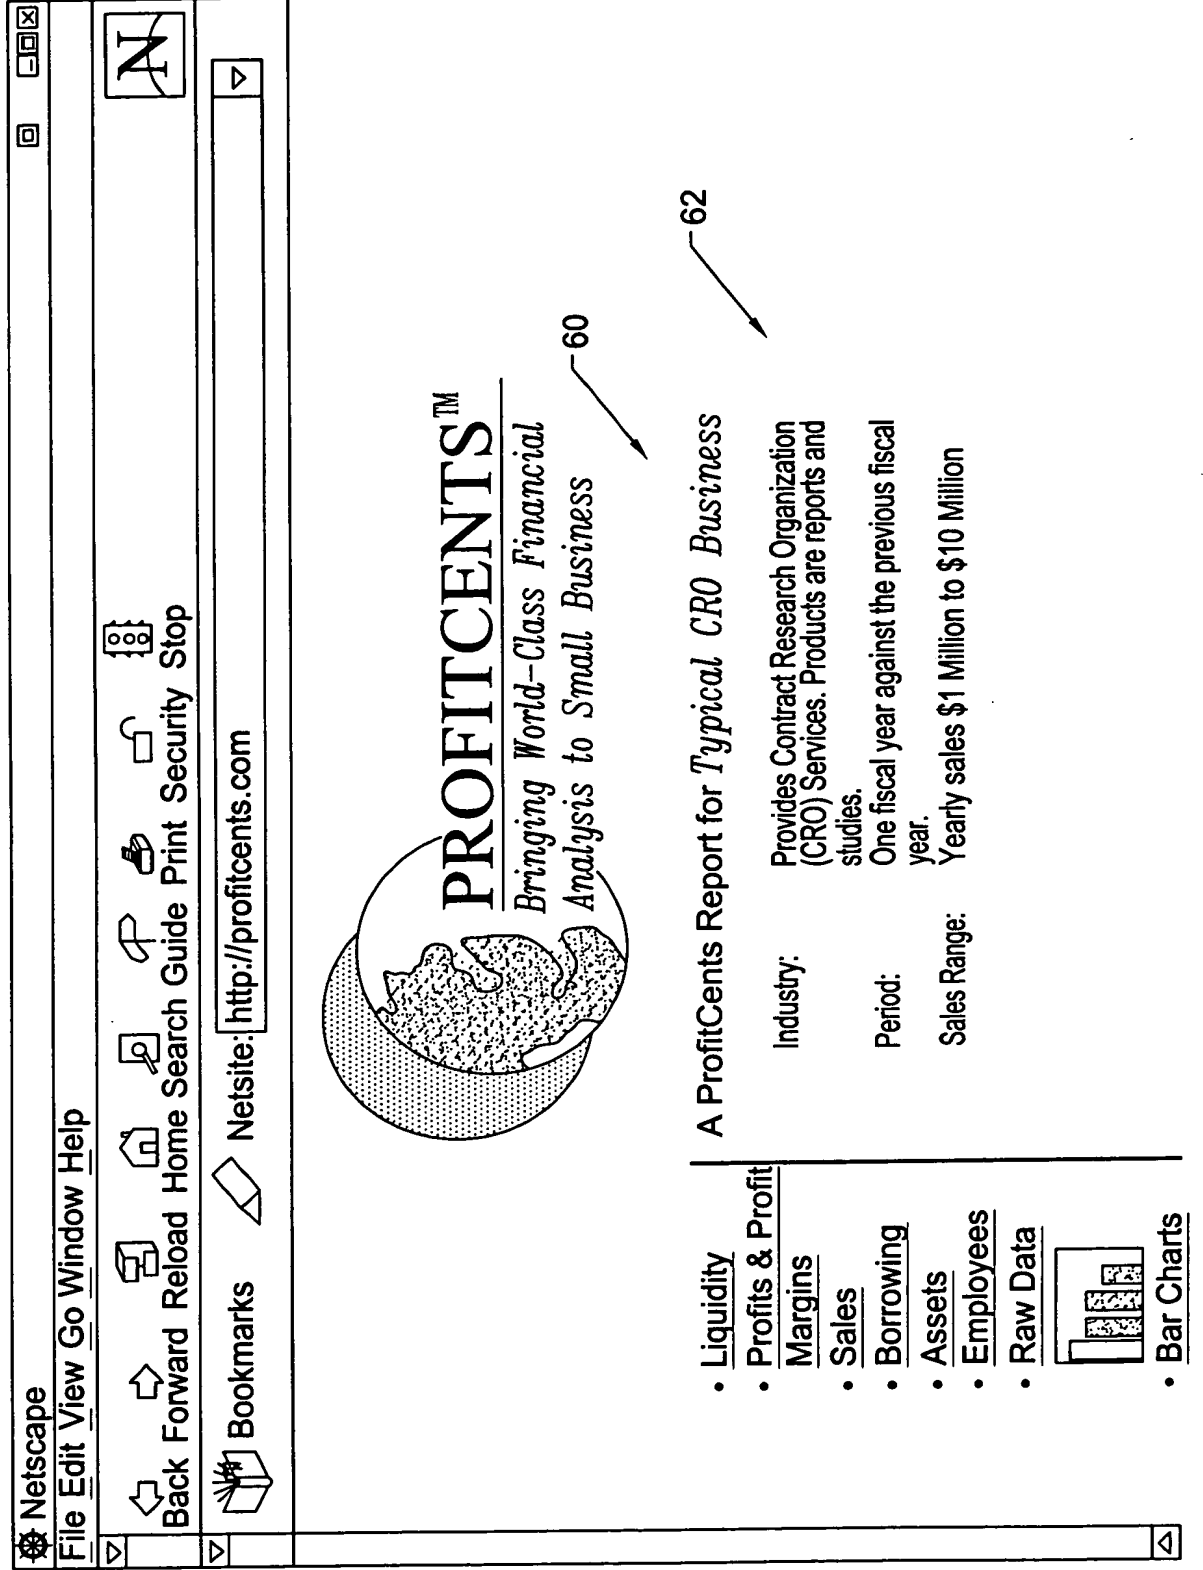 Netscape
File Edit View Go Window Help
N
Back Forward Reload Home Search Guide Print Security Stop
Bookmarks Netsite: http://profitcents.com
PROFITCENTS™
Bringing World-Class Financial
Analysis to Small Business
60
62
A ProfitCents Report for Typical CRO Business
Industry: Provides Contract Research Organization
(CRO) Services. Products are reports and
studies.
Period: One fiscal year against the previous fiscal
year.
Sales Range: Yearly sales $1 Million to $10 Million
• Liquidity
• Profits & Profit
Margins
• Sales
• Borrowing
• Assets
• Employees
• Raw Data
• Bar Charts